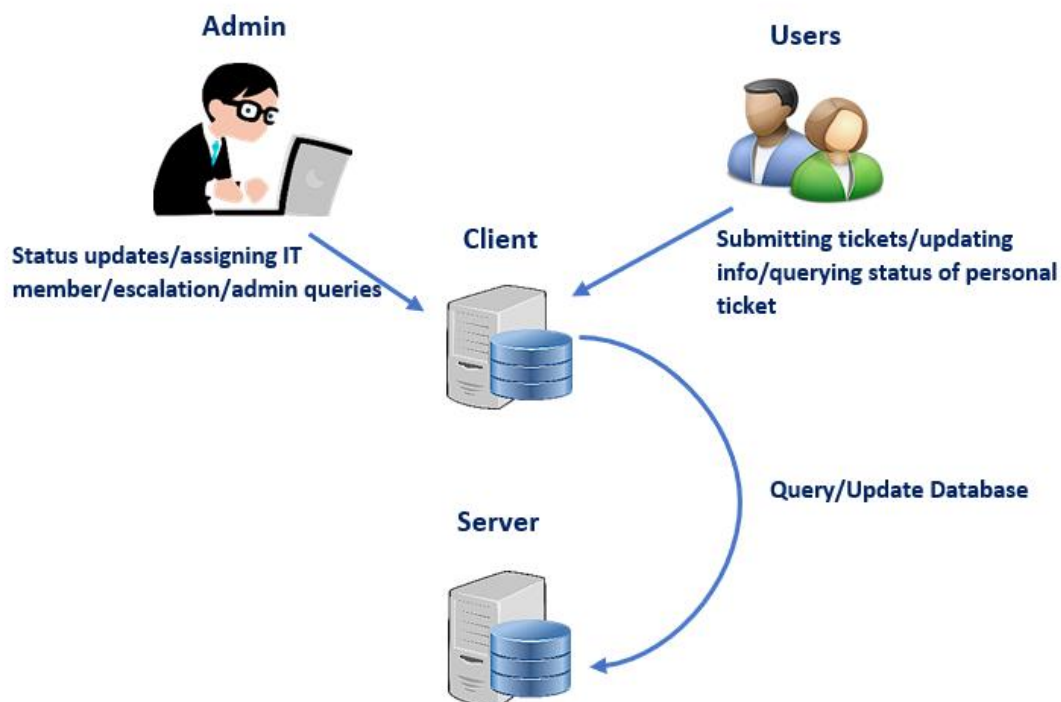 Admin
Users
Status updates/assigning IT
member/escalation/admin queries
Client
Submitting tickets/updating
info/querying status of personal
ticket
Query/Update Database
Server